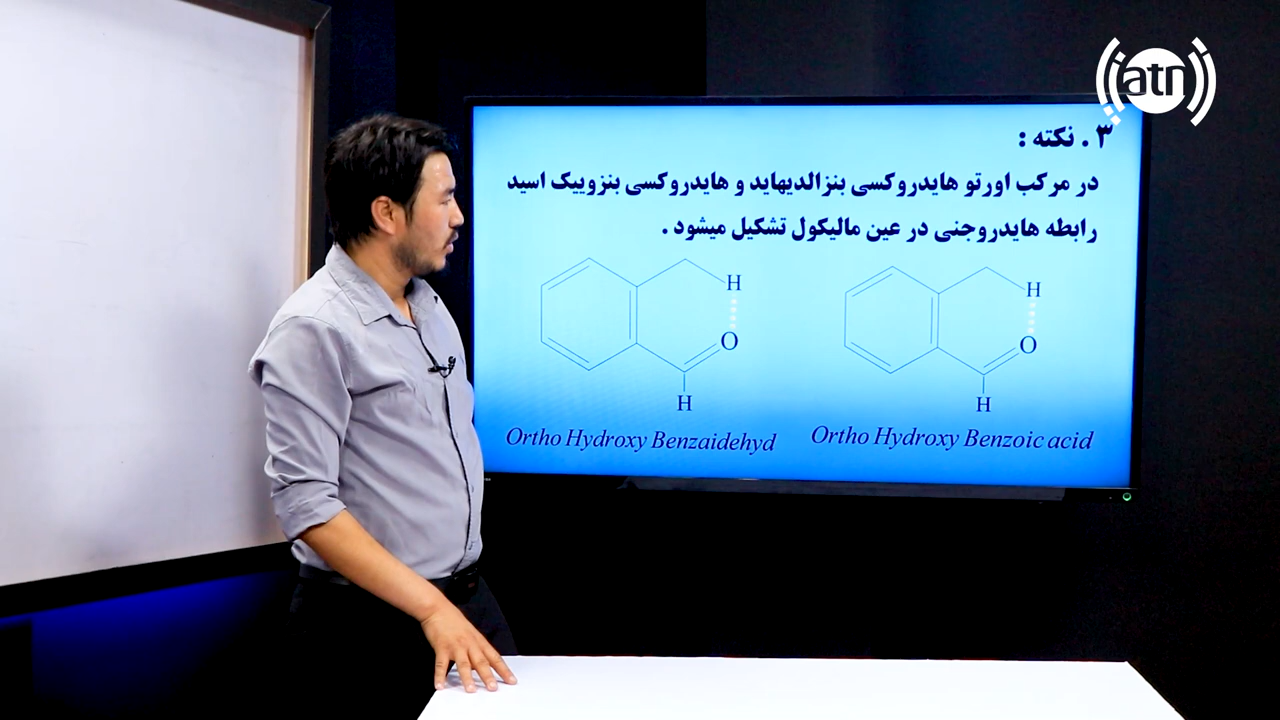 atn
۳ . نکته :
در مرکب اورتو هایدروکسی بنزالدیهاید و هایدروکسی بنزوییک اسید
رابطه هایدروجنی در عین مالیکول تشکیل میشود .
H
O
H
Ortho Hydroxy Benzaidehyd
H
O
H
Ortho Hydroxy Benzoic acid